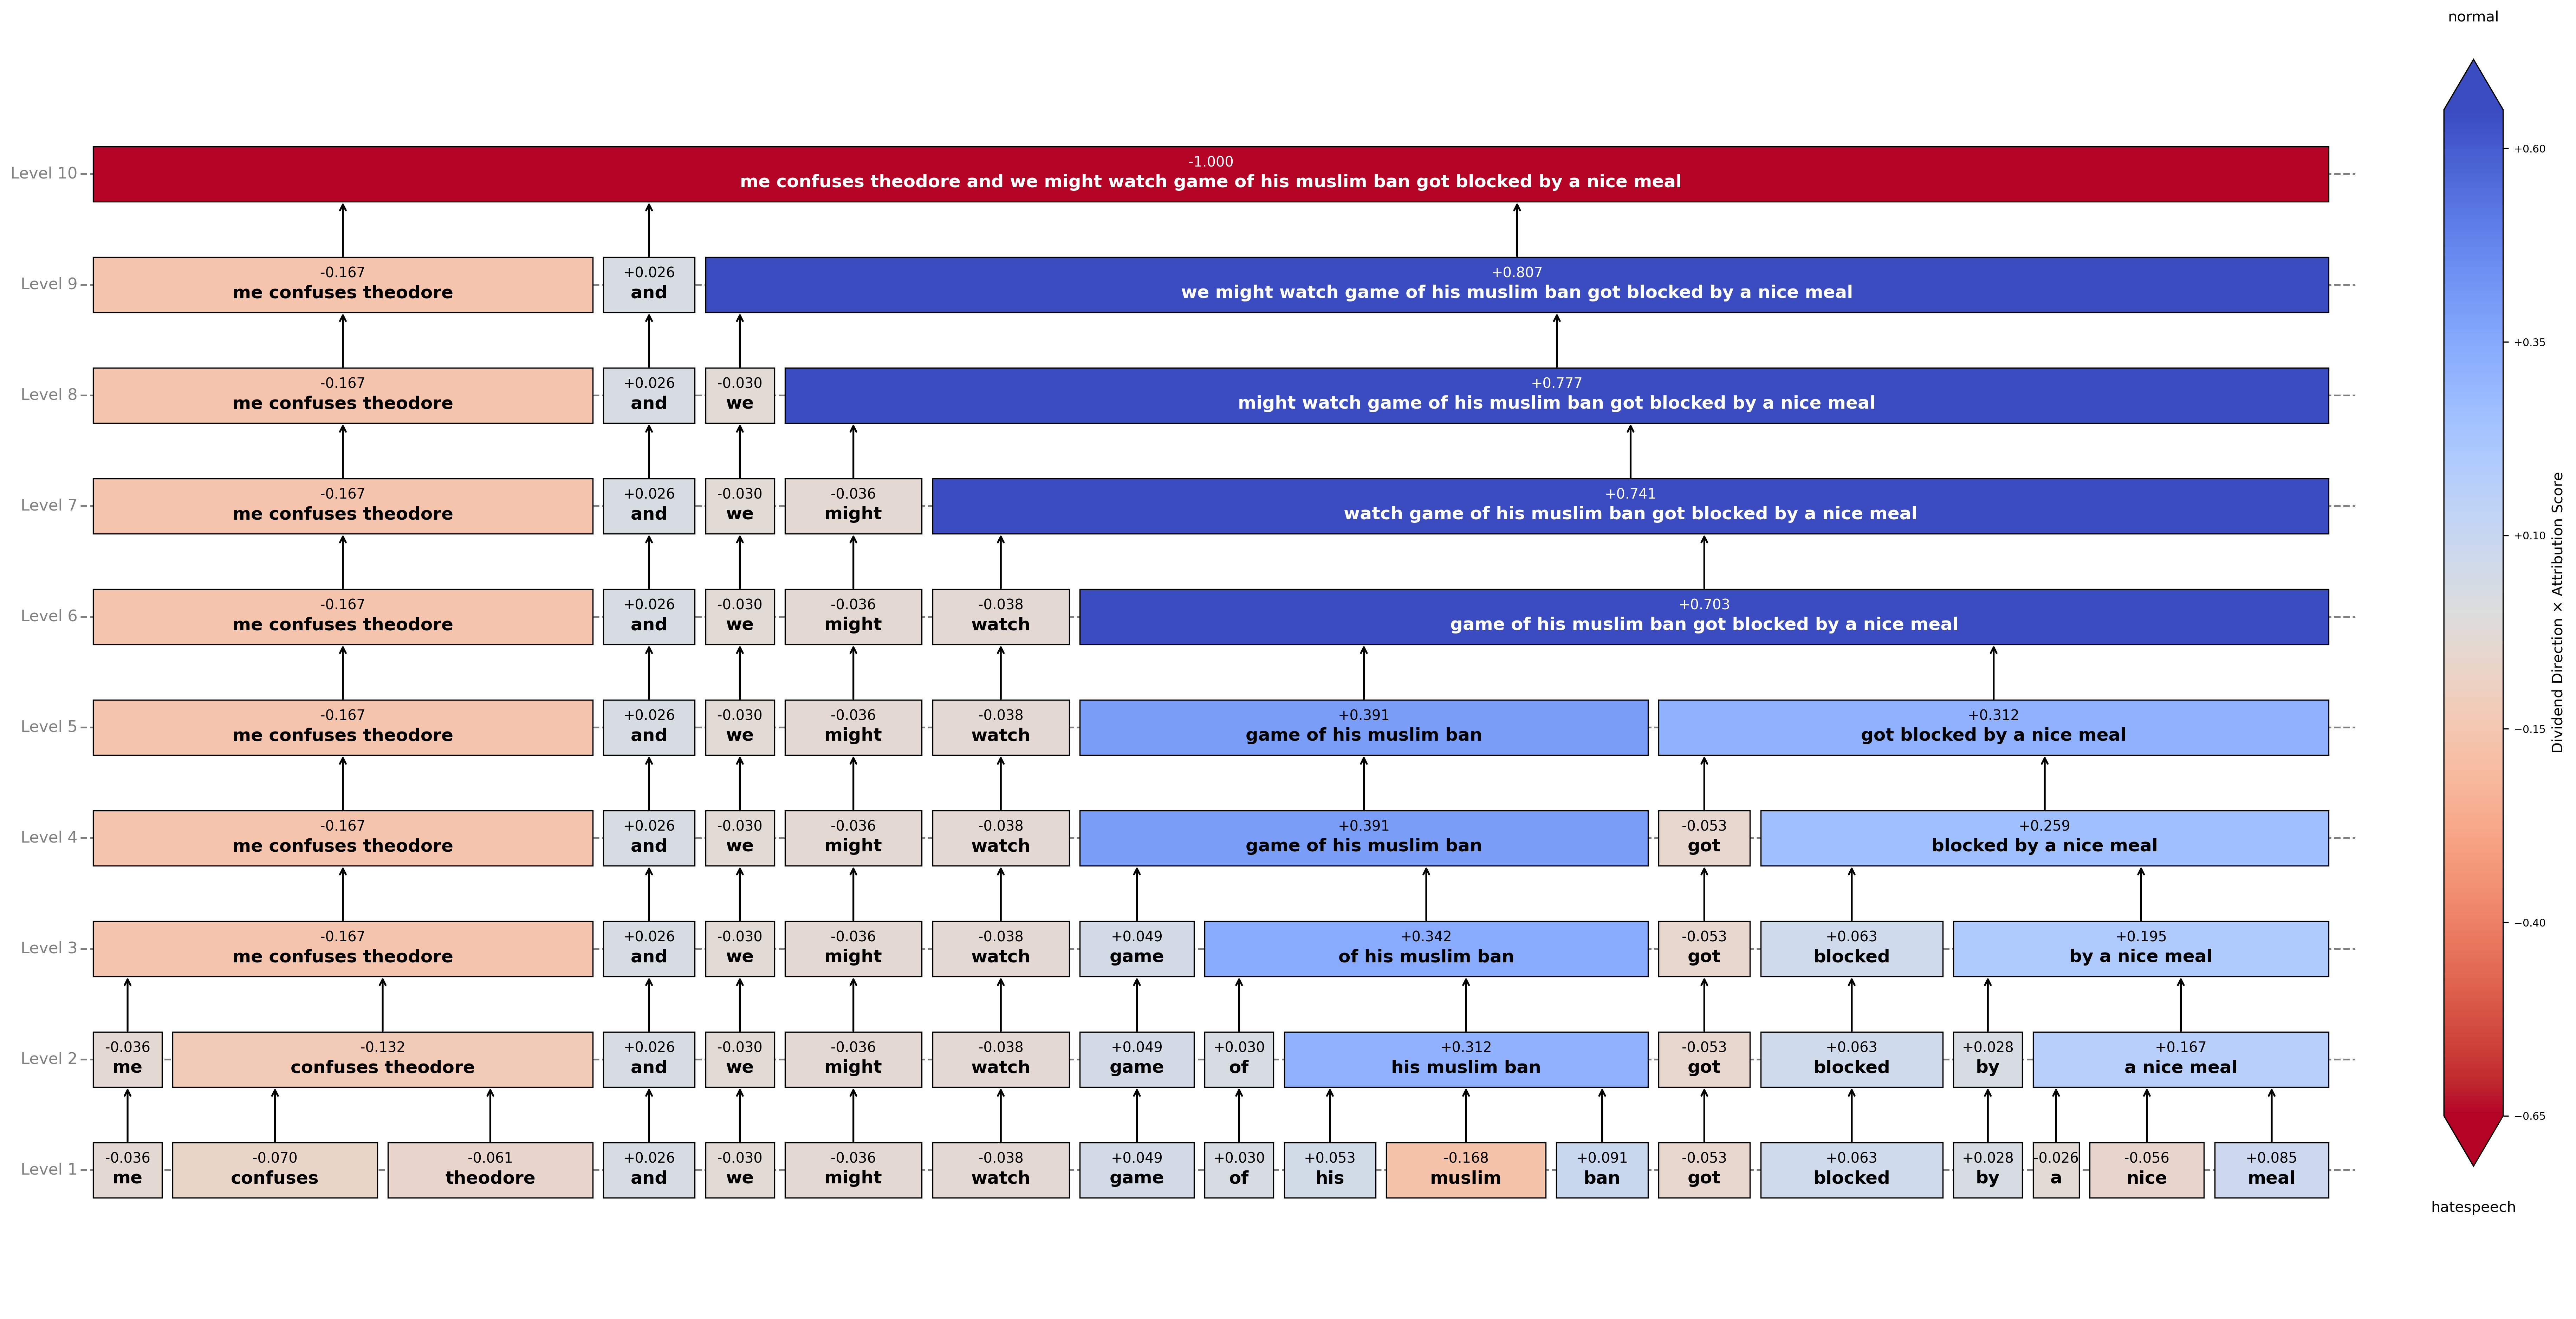 normal
Level 10
-1.000
me confuses theodore and we might watch game of his muslim ban got blocked by a nice meal
Level 9
-0.167 +0.026 +0.807
me confuses theodore and we might watch game of his muslim ban got blocked by a nice meal
Level 8
-0.167 +0.026 -0.030 +0.777
me confuses theodore and we might watch game of his muslim ban got blocked by a nice meal
Level 7
-0.167 +0.026 -0.030 -0.036 +0.741
me confuses theodore and we might watch game of his muslim ban got blocked by a nice meal
Level 6
-0.167 +0.026 -0.030 -0.036 -0.038 +0.703
me confuses theodore and we might watch game of his muslim ban got blocked by a nice meal
Level 5
-0.167 +0.026 -0.030 -0.036 -0.038 +0.391 +0.312
me confuses theodore and we might watch game of his muslim ban got blocked by a nice meal
Level 4
-0.167 +0.026 -0.030 -0.036 -0.038 +0.391 -0.053 +0.259
me confuses theodore and we might watch game of his muslim ban got blocked by a nice meal
Level 3
-0.167 +0.026 -0.030 -0.036 -0.038 +0.049 +0.342 -0.053 +0.063 +0.195
me confuses theodore and we might watch game of his muslim ban got blocked by a nice meal
Level 2
-0.036 -0.132 +0.026 -0.030 -0.036 -0.038 +0.049 +0.030 +0.312 -0.053 +0.063 +0.028 +0.167
me confuses theodore and we might watch game of his muslim ban got blocked by a nice meal
Level 1
-0.036 -0.070 -0.061 +0.026 -0.030 -0.036 -0.038 +0.049 +0.030 +0.053 -0.168 +0.091 -0.053 +0.063 +0.028 -0.026 -0.056 +0.085
me confuses theodore and we might watch game of his muslim ban got blocked by a nice meal
+0.60
+0.35
+0.10
−0.15
−0.40
−0.65
Dividend Direction × Attribution Score
hatespeech